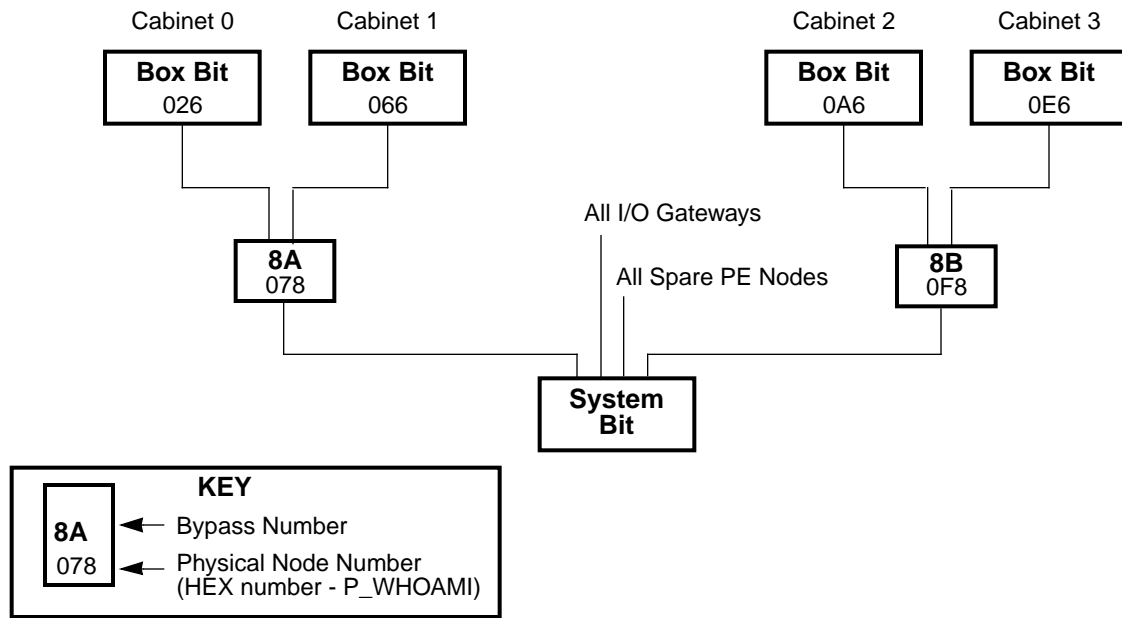 Cabinet 0
Cabinet 1
Cabinet 2
Cabinet 3
Box Bit
026
Box Bit
066
Box Bit
0A6
Box Bit
0E6
All I/O Gateways
8A
078
All Spare PE Nodes
8B
0F8
System
Bit
KEY
8A
078
Bypass Number
Physical Node Number
(HEX number - P_WHOAMI)